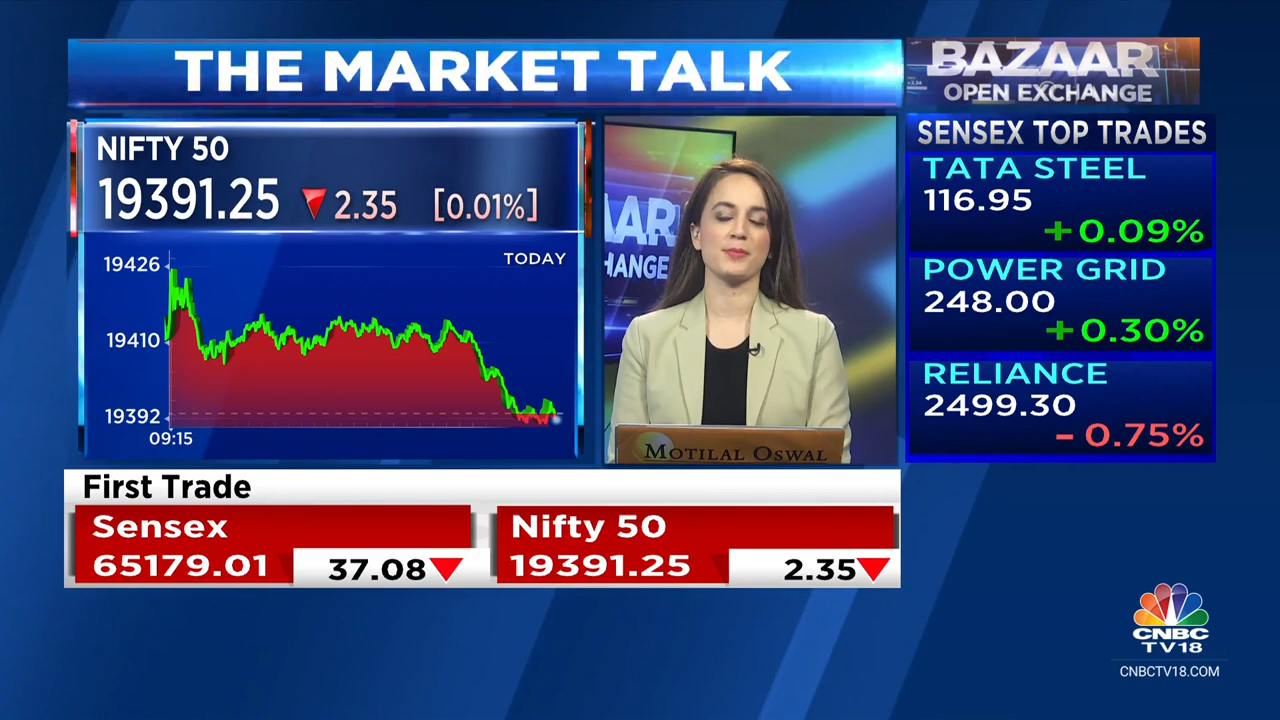 THE MARKET TALK
BAZAAR
OPEN EXCHANGE
NIFTY 50
19391.25 ▼ 2.35 [0.01%]
TODAY
19426
19410
19392
09:15
AAR
HANGE
MOTILAL OSWAL
SENSEX TOP TRADES
TATA STEEL
116.95
+0.09%
POWER GRID
248.00
+0.30%
RELIANCE
2499.30
- 0.75%
First Trade
Sensex
65179.01 37.08▼
Nifty 50
19391.25 2.35▼
CNBC
TV18
CNBCTV18.COM